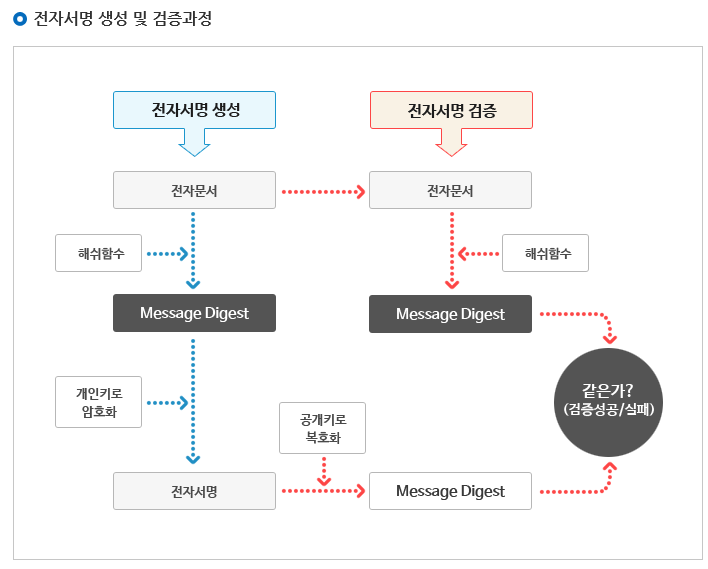 전자서명 생성 및 검증과정
전자서명 생성
전자서명 검증
전자문서
전자문서
해쉬함수
해쉬함수
Message Digest
Message Digest
같은가?
(검증성공/실패)
개인키로
암호화
공개키로
복호화
전자서명
Message Digest